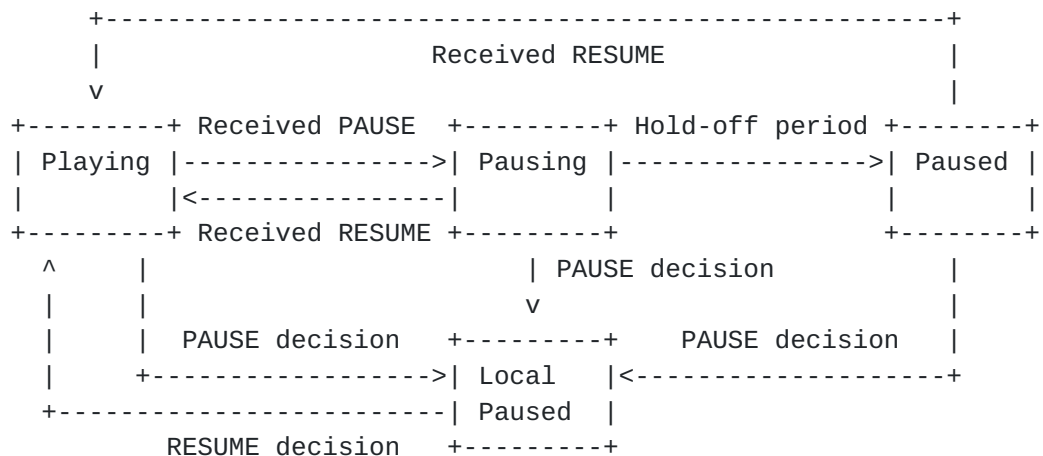 Received RESUME
Received PAUSE Hold-off period
Playing Pausing Paused
Received RESUME
PAUSE decision
PAUSE decision PAUSE decision
Local
Paused
RESUME decision